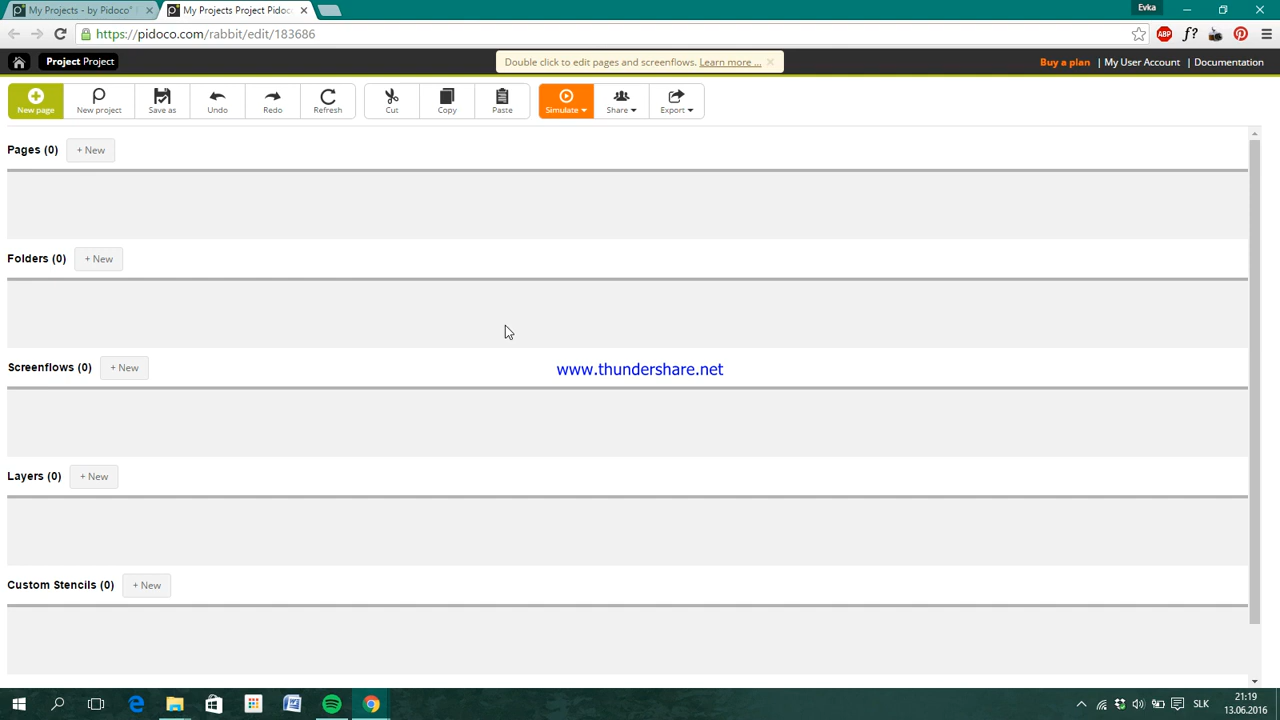 My Projects - by Pidoco°
My Projects Project Pidoc
Evka
https://pidoco.com/rabbit/edit/183686
ABP
f?
Project Project
Double click to edit pages and screenflows. Learn more ...
Buy a plan | My User Account | Documentation
New page
New project
Save as
Undo
Redo
Refresh
Cut
Copy
Paste
Simulate
Share
Export
Pages (0) + New
Folders (0) + New
Screenflows (0) + New
www.thundershare.net
Layers (0) + New
Custom Stencils (0) + New
SLK
21:19
13.06.2016